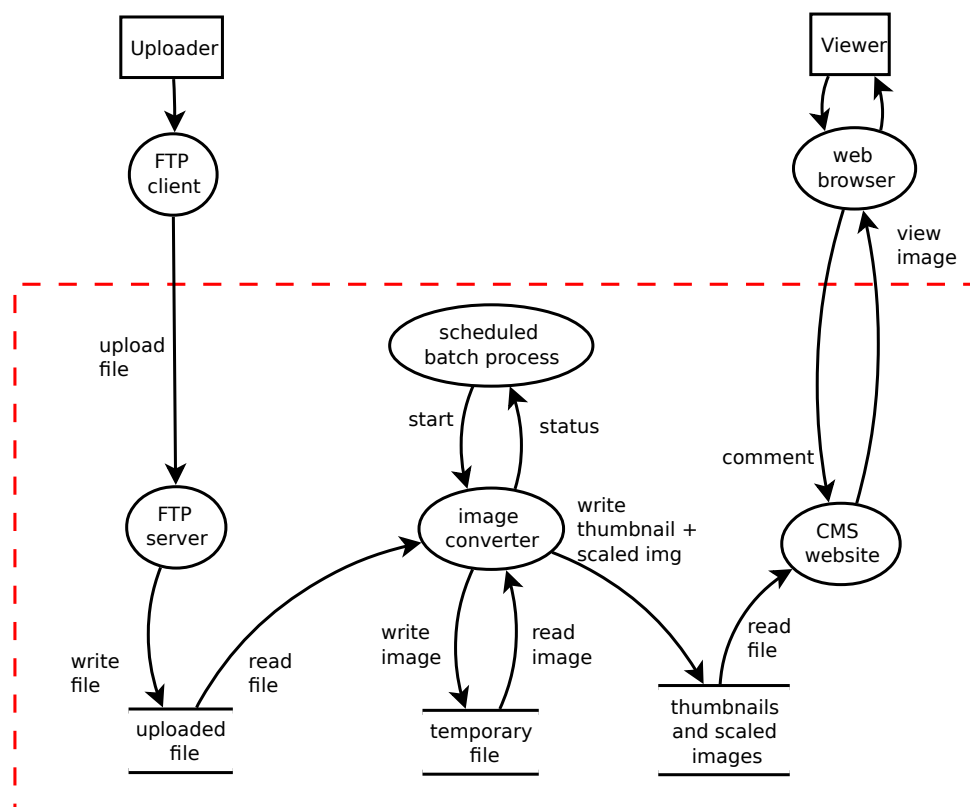 Uploader
Viewer
FTP
client
web
browser
view
image
scheduled
batch process
upload
file
start
status
comment
FTP
server
image
converter
write
thumbnail +
scaled img
CMS
website
write
file
read
file
write
image
read
image
read
file
uploaded
file
temporary
file
thumbnails
and scaled
images